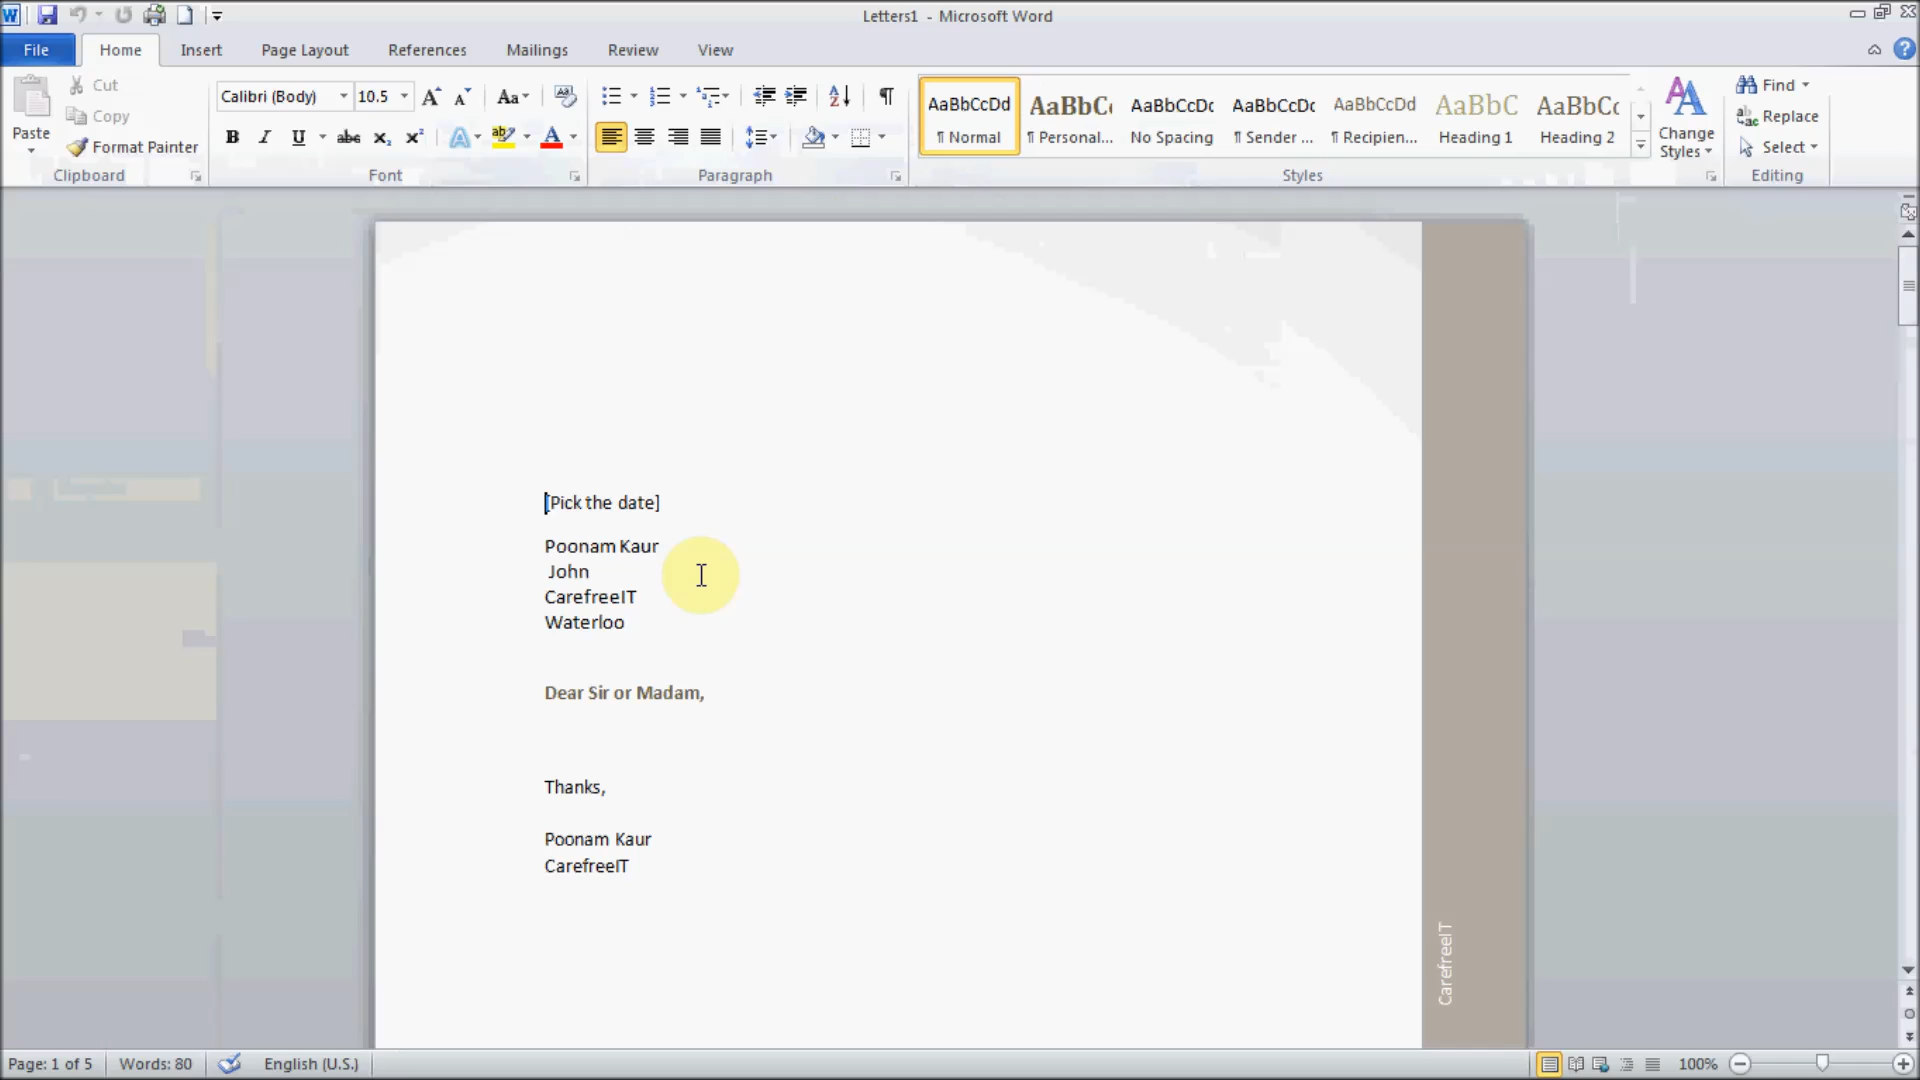 Letters1 - Microsoft Word
File Home Insert Page Layout References Mailings Review View
Paste
Cut
Copy
Format Painter
Clipboard
Calibri (Body) 10.5
Font
Paragraph
AaBbCcDd AaBbC AaBbCcDc AaBbCcDc AaBbCcDd AaBbC AaBbCc
¶ Normal ¶ Personal... No Spacing ¶ Sender ... ¶ Recipien... Heading 1 Heading 2
Change
Styles
Styles
Find
Replace
Select
Editing
[Pick the date]
Poonam Kaur
John
CarefreeIT
Waterloo
Dear Sir or Madam,
Thanks,
Poonam Kaur
CarefreeIT
CarefreeIT
Page: 1 of 5 Words: 80 English (U.S.) 100%